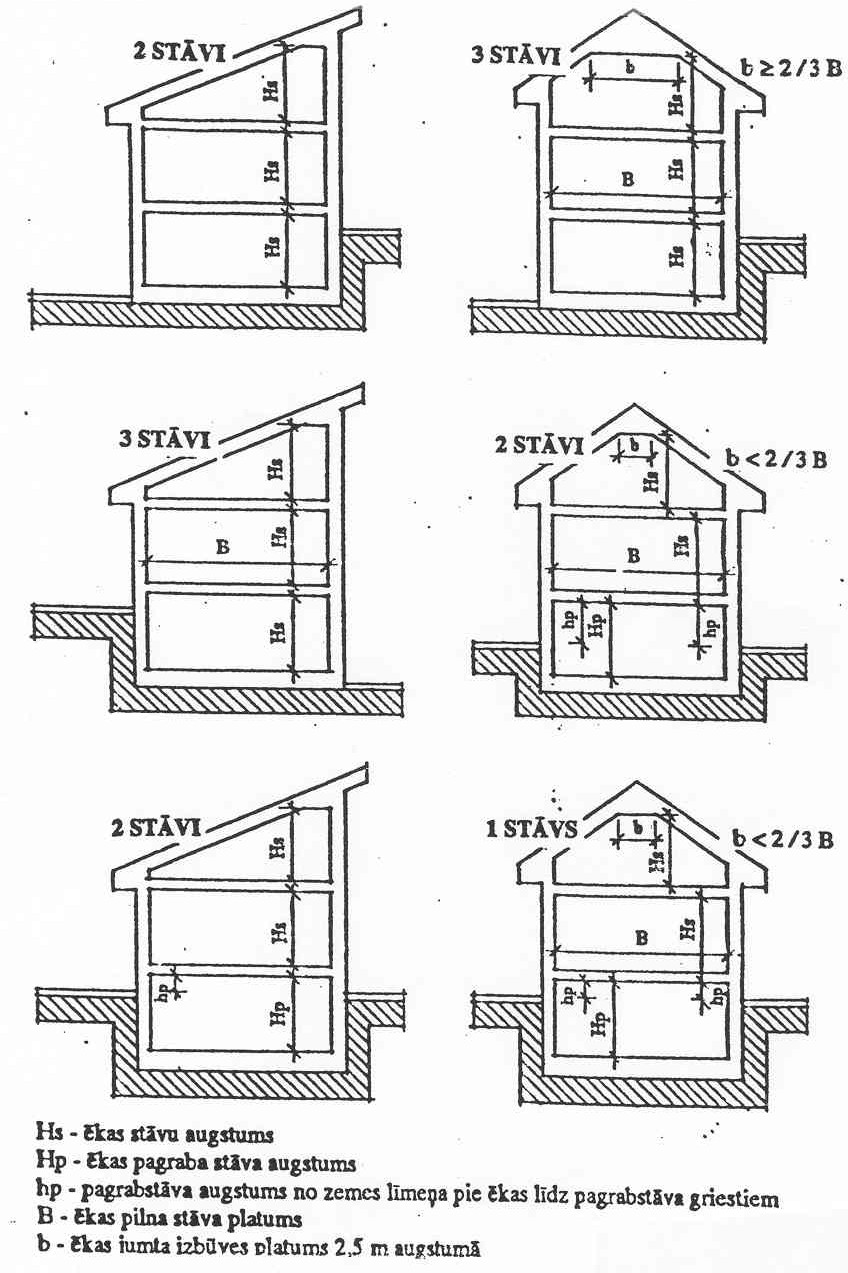 2 STĀVI
Hs
Hs
Hs
3 STĀVI
b ≥ 2/3 B
b
Hs
B
Hs
Hs
3 STĀVI
Hs
B
Hs
Hs
2 STĀVI
b < 2/3 B
b
Hs
B
Hs
hp
Hp
hp
2 STĀVI
Hs
Hs
hp
Hp
1 STĀVS
b < 2/3 B
b
Hs
B
Hs
hp
Hp
hp
Hs - ēkas stāvu augstums
Hp - ēkas pagraba stāva augstums
hp - pagrabstāva augstums no zemes līmeņa pie ēkas līdz pagrabstāva griestiem
B - ēkas pilna stāva platums
b - ēkas jumta izbūves platums 2,5 m augstumā